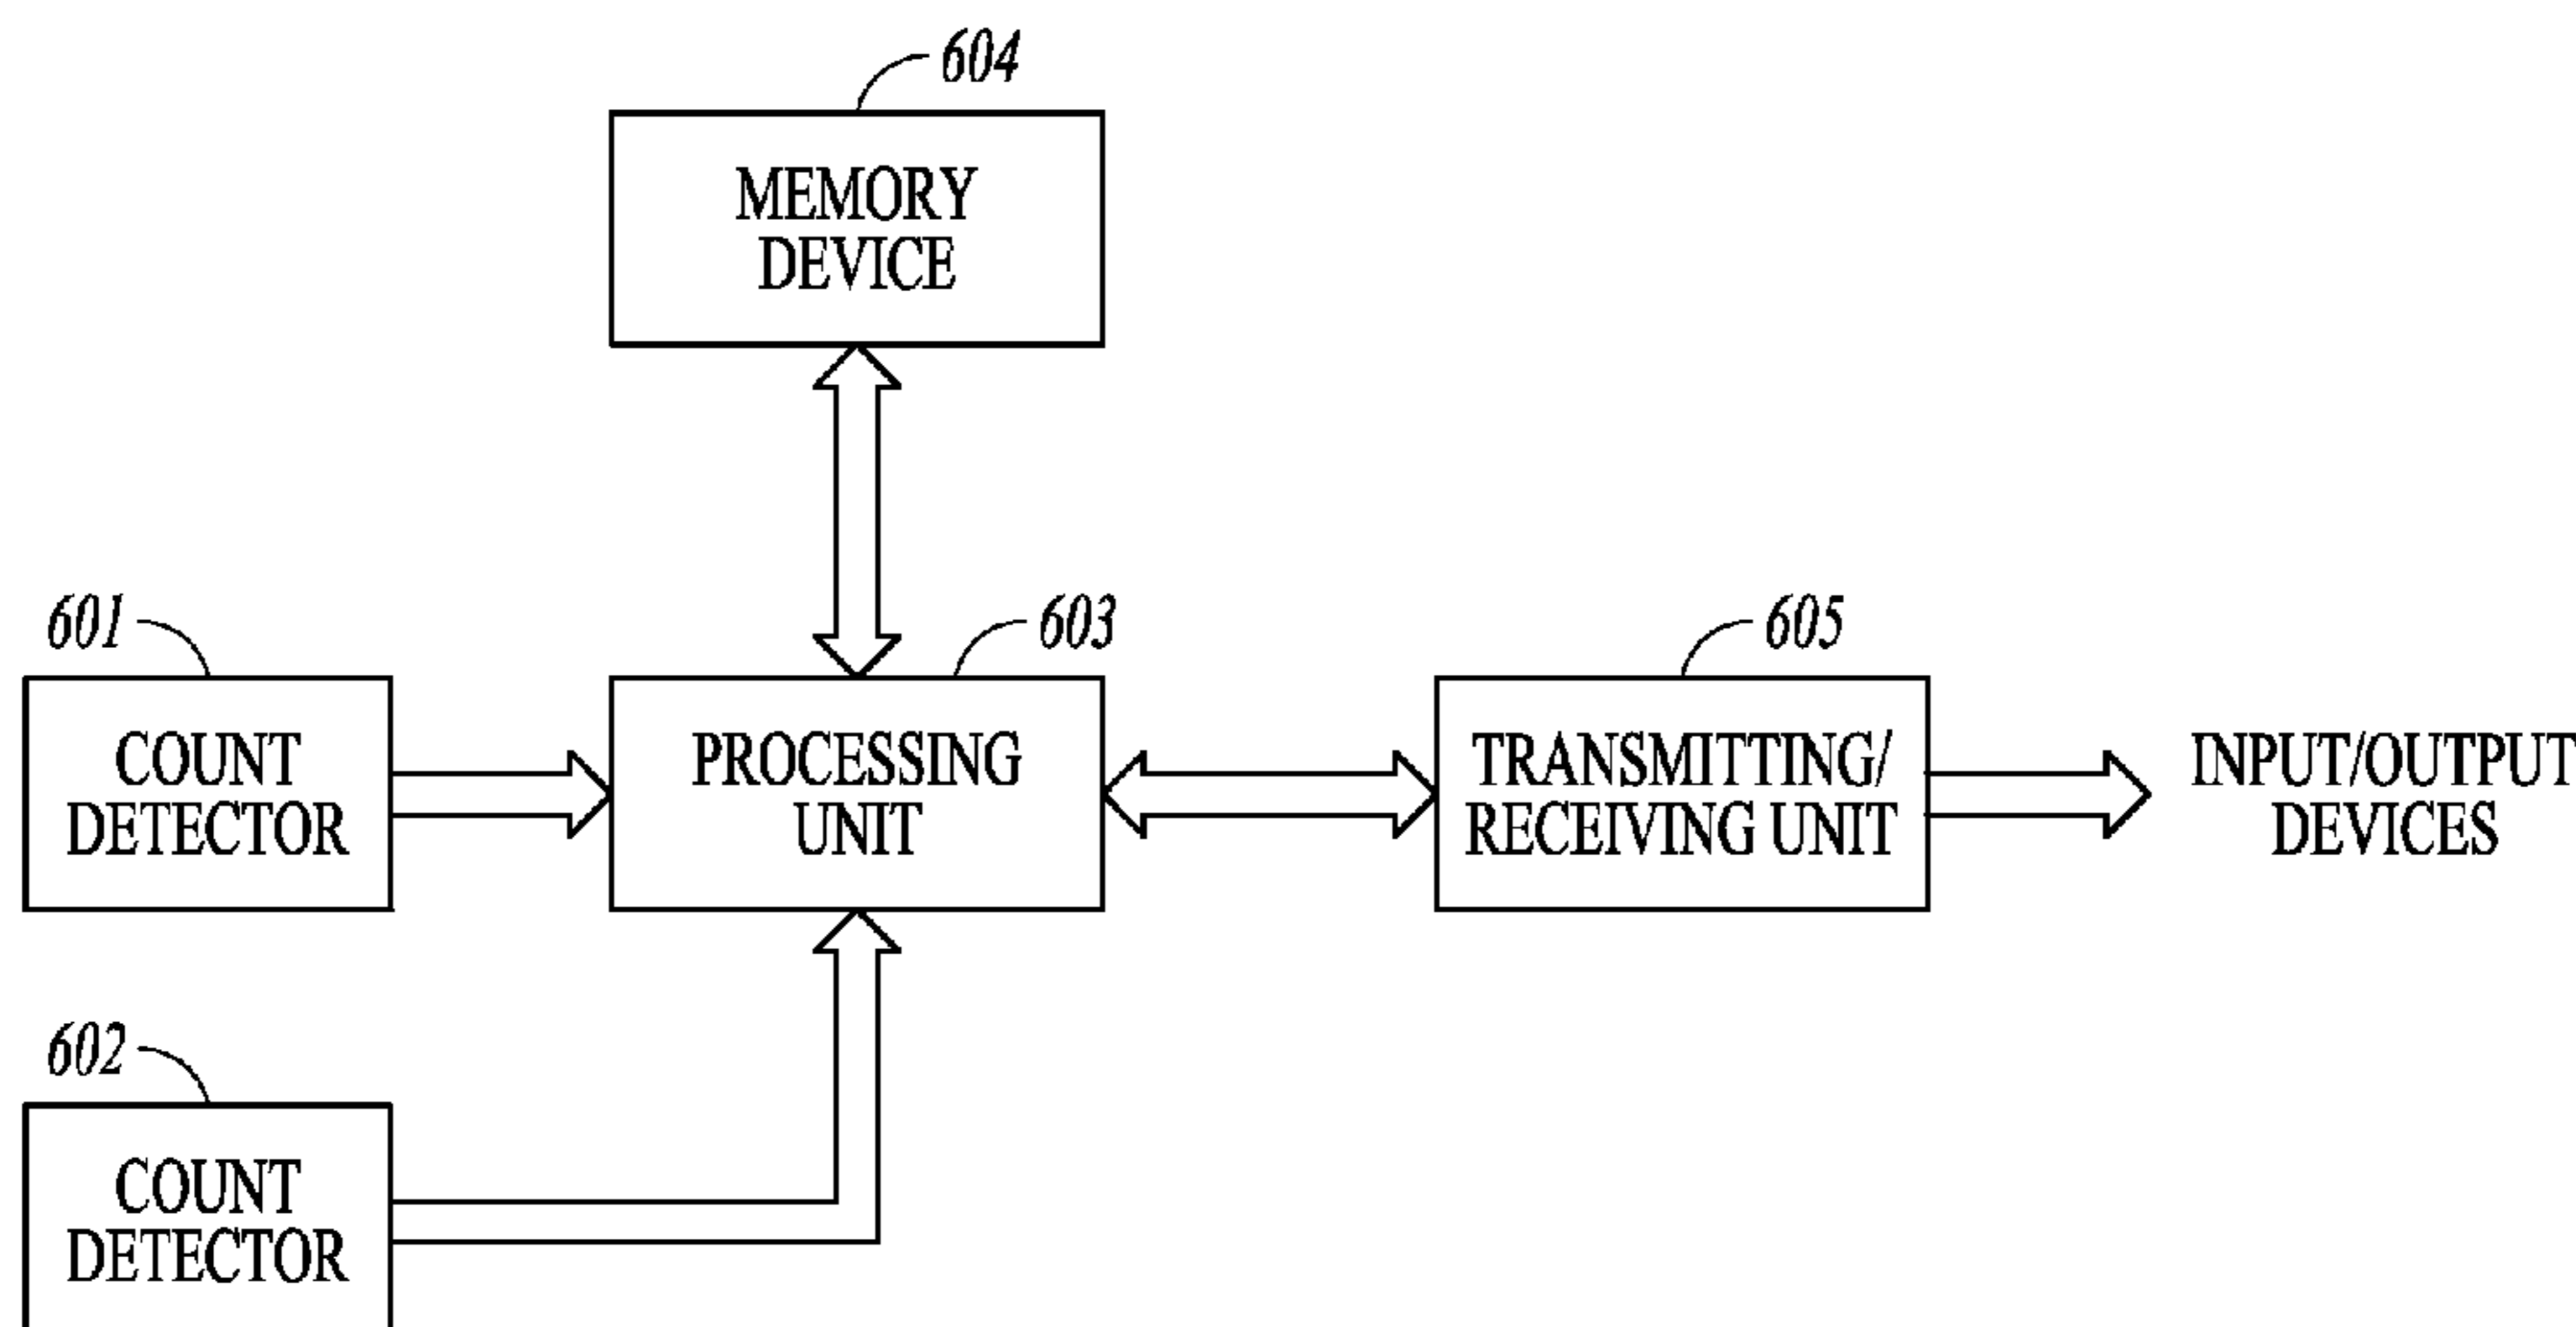 604
MEMORY
DEVICE
601
603
605
COUNT
DETECTOR
PROCESSING
UNIT
TRANSMITTING/
RECEIVING UNIT
INPUT/OUTPUT
DEVICES
602
COUNT
DETECTOR